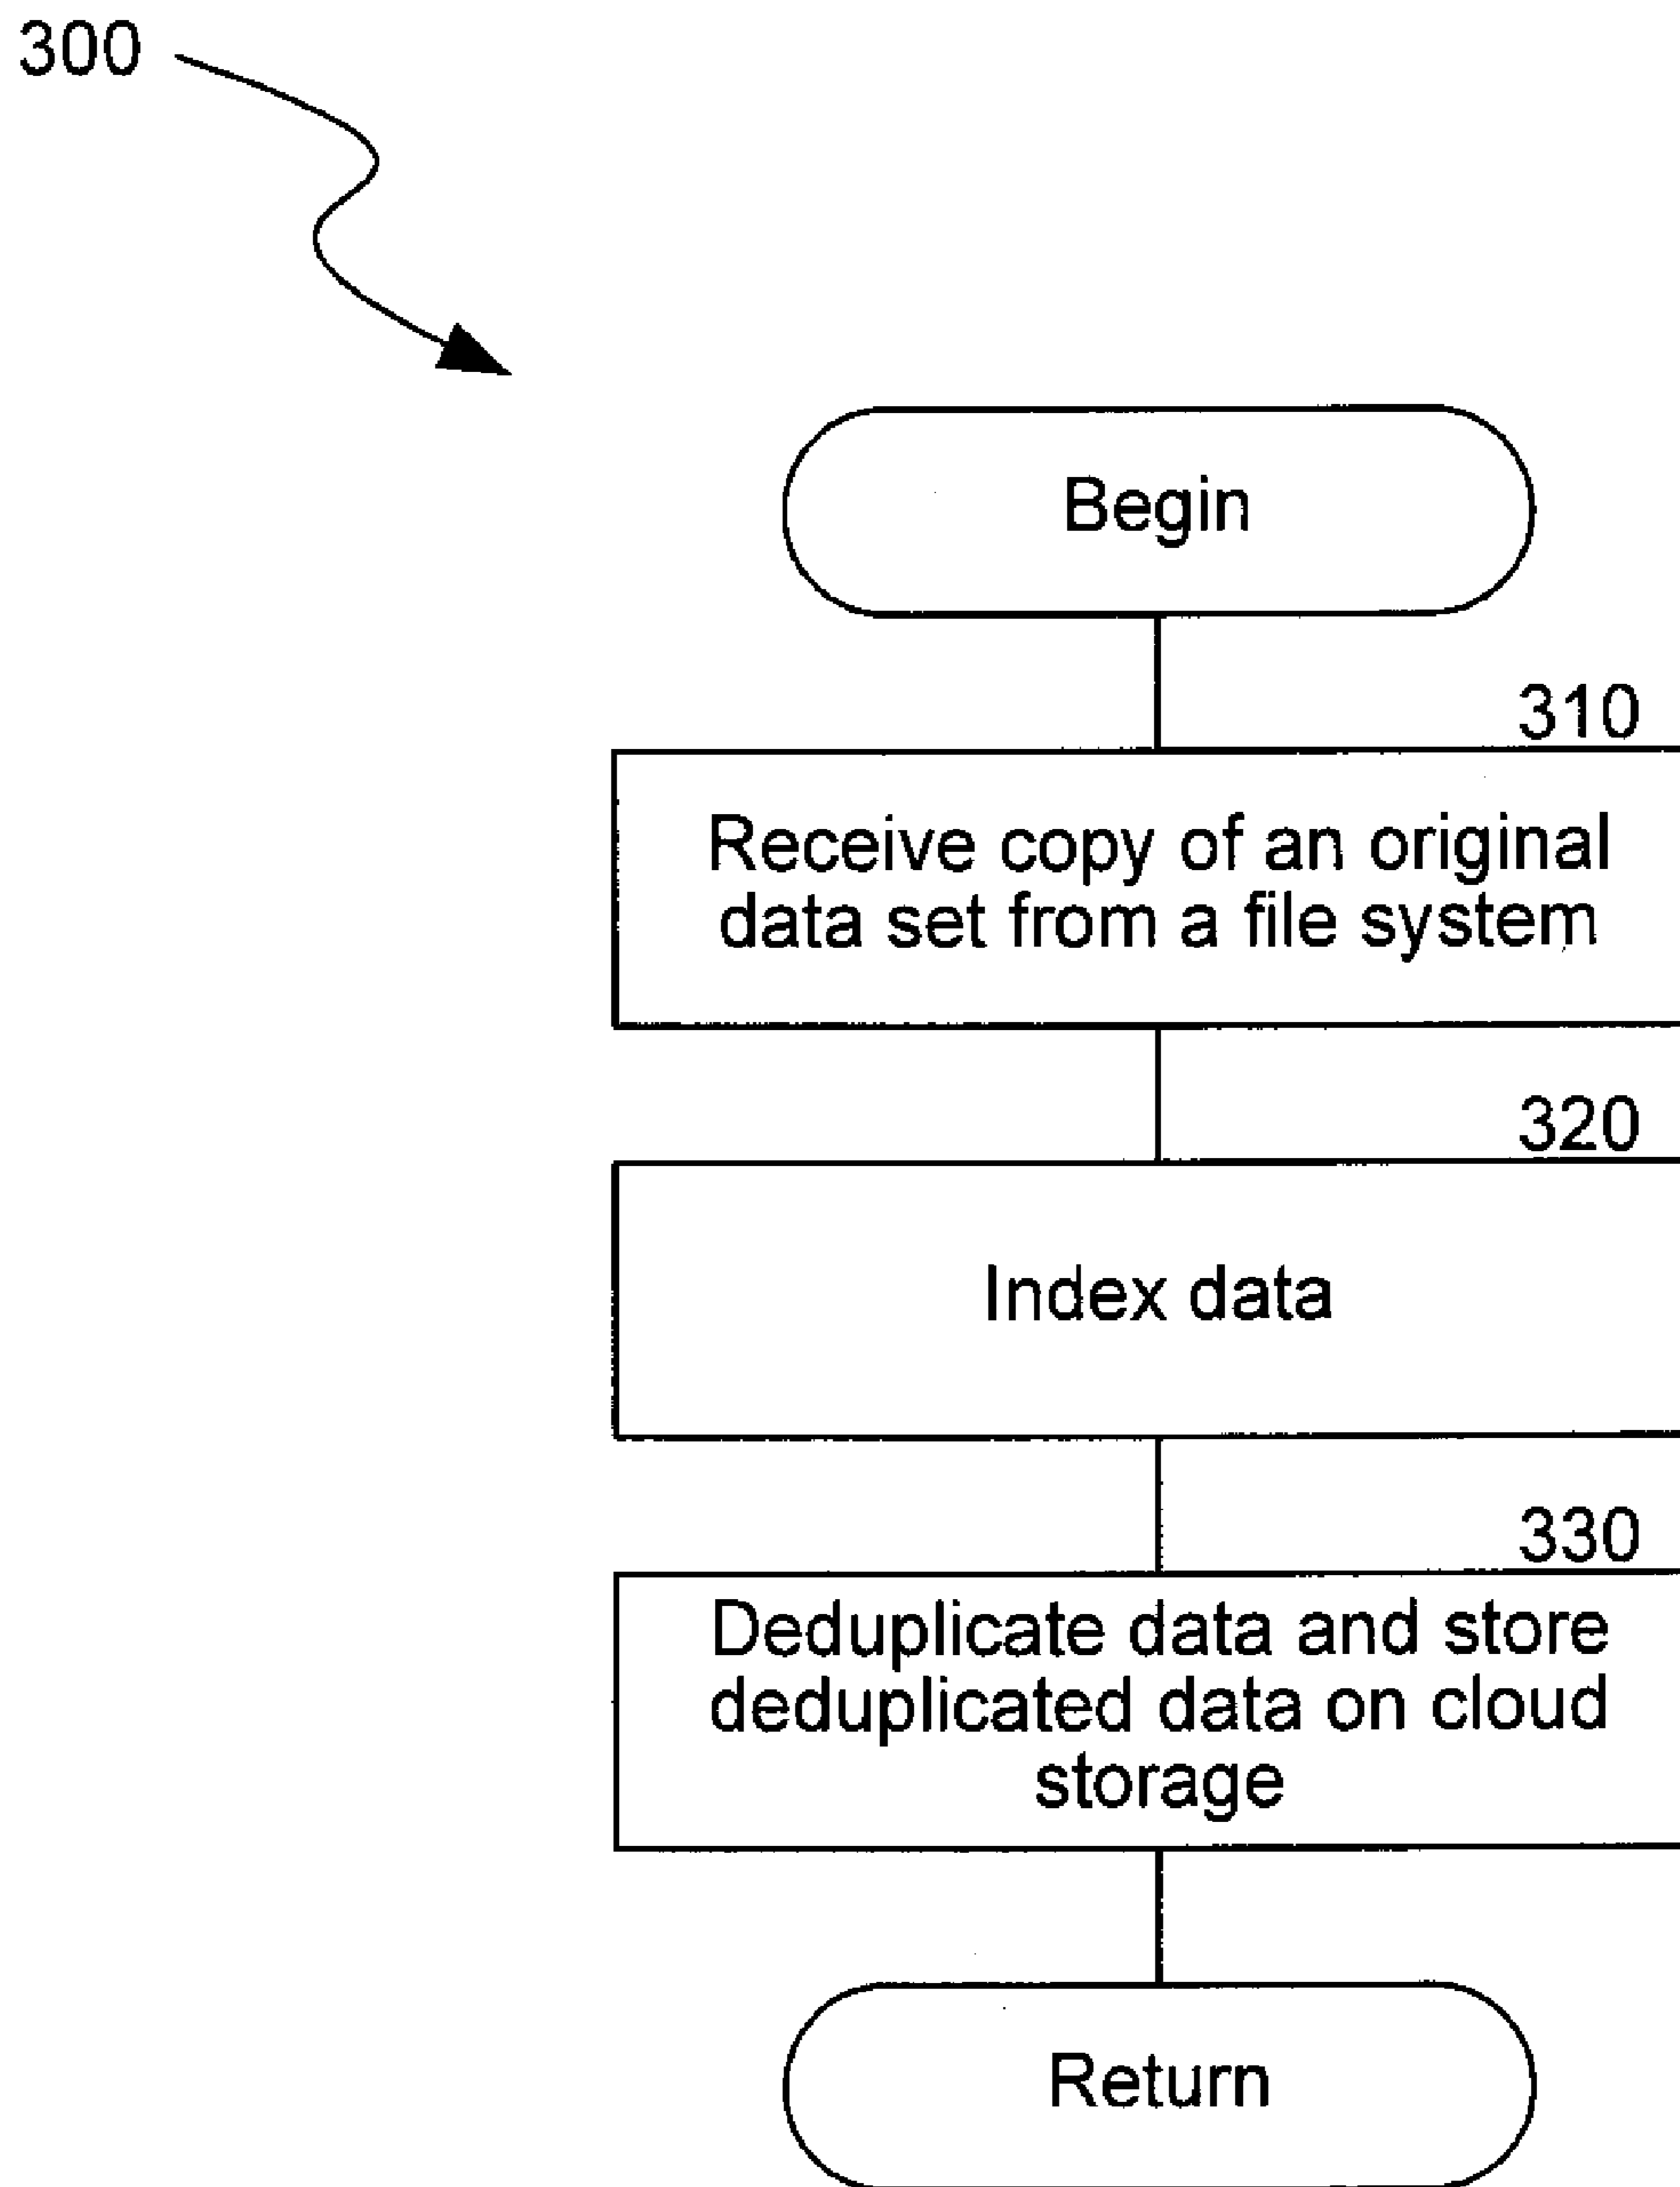 300
Begin
310
Receive copy of an original
data set from a file system
320
Index data
330
Deduplicate data and store
deduplicated data on cloud
storage
Return